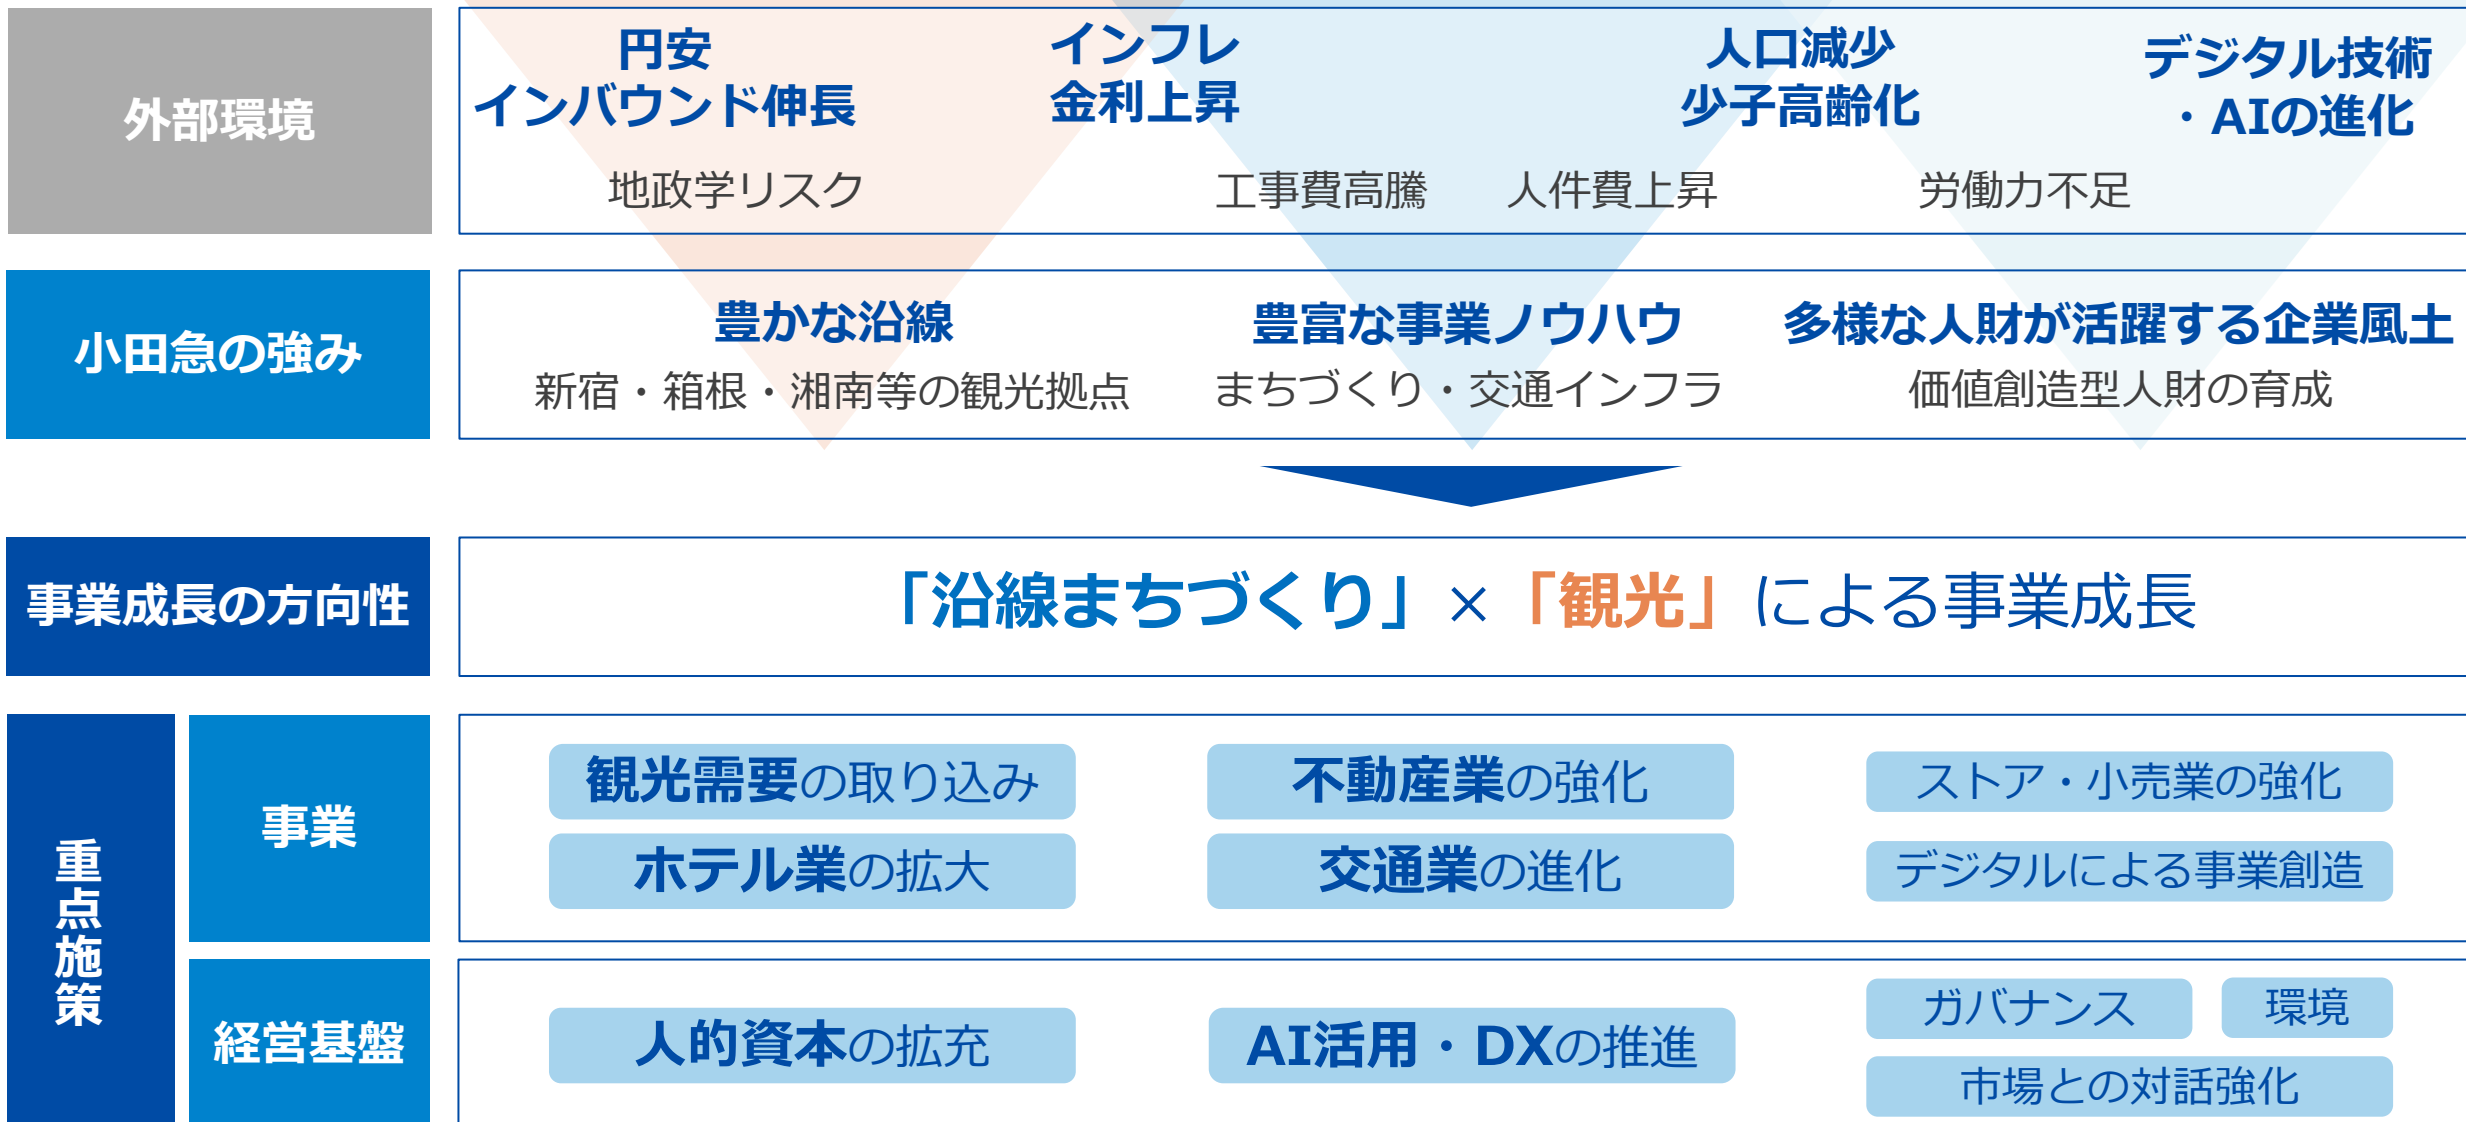 外部環境
円安
インバウンド伸長
インフレ
金利上昇
人口減少
少子高齢化
デジタル技術
・AIの進化
地政学リスク
工事費高騰
人件費上昇
労働力不足
小田急の強み
豊かな沿線
新宿・箱根・湘南等の観光拠点
豊富な事業ノウハウ
まちづくり・交通インフラ
多様な人財が活躍する企業風土
価値創造型人財の育成
事業成長の方向性
「沿線まちづくり」×「観光」による事業成長
重点施策
事業
観光需要の取り込み
不動産業の強化
ストア・小売業の強化
ホテル業の拡大
交通業の進化
デジタルによる事業創造
経営基盤
人的資本の拡充
AI活用・DXの推進
ガバナンス
環境
市場との対話強化